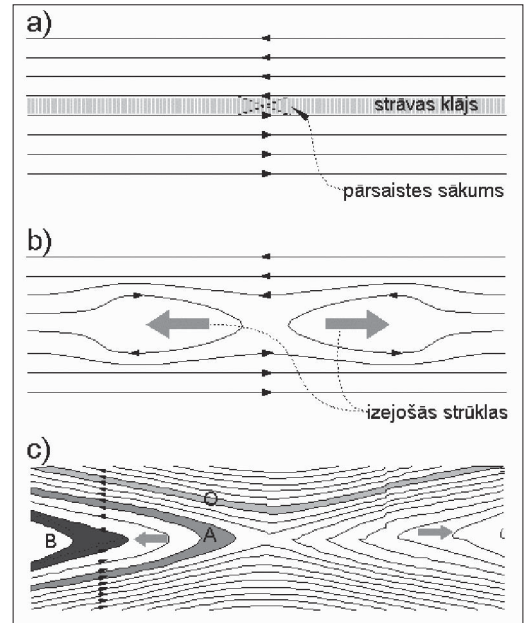 a)
strāvas klājs
pārsaistes sākums
b)
izejošās strūklas
c)
O
B
A